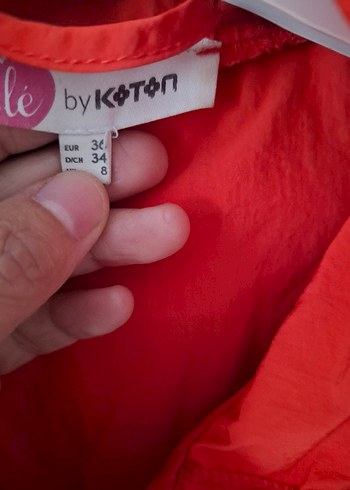 lé by KOTON
EUR 36
D/CH 34
8